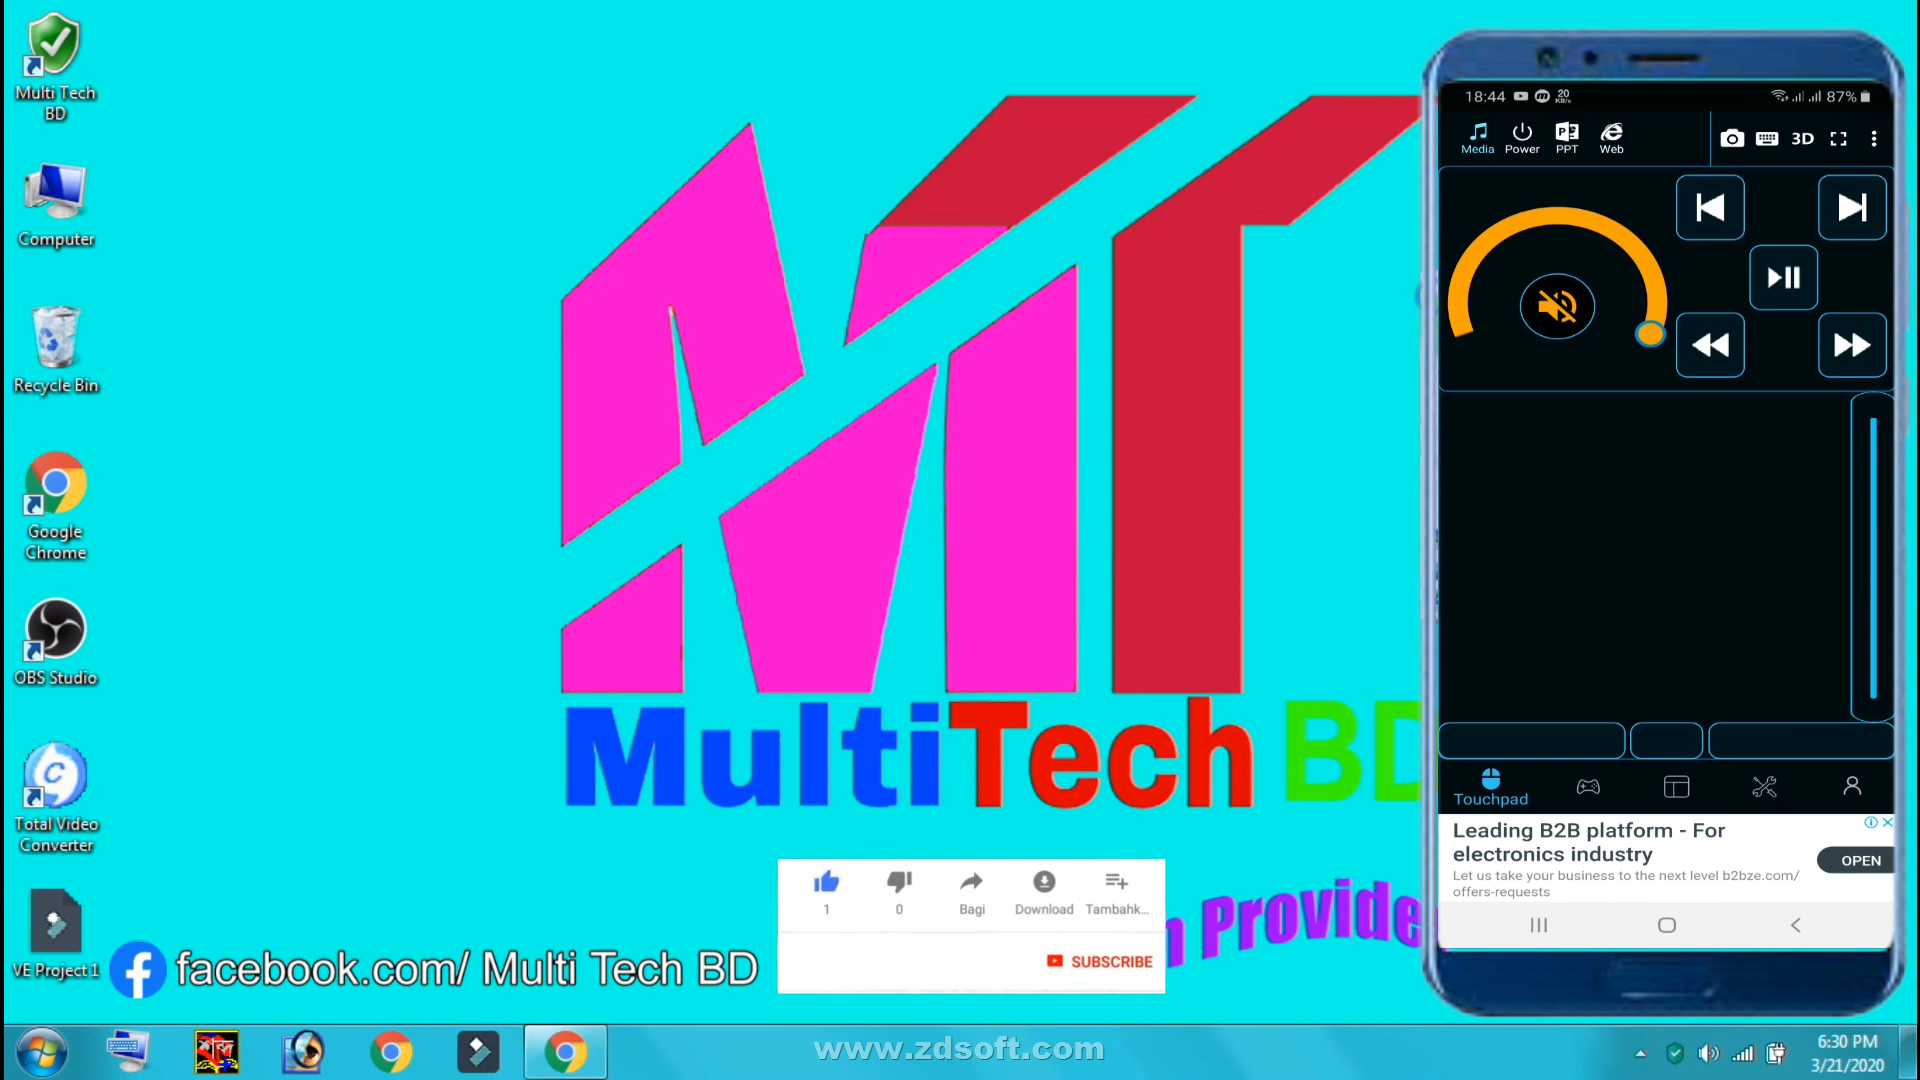 Multi Tech
BD
Computer
Recycle Bin
Google
Chrome
OBS Studio
Total Video
Converter
VE Project 1
MultiTech BD
n Provide
facebook.com/ Multi Tech BD
1
0
Bagi
Download
Tambahk...
SUBSCRIBE
18:44
20
KB/s
87%
Media
Power
PPT
Web
3D
Touchpad
Leading B2B platform - For
electronics industry
Let us take your business to the next level b2bze.com/
offers-requests
OPEN
www.zdsoft.com
6:30 PM
3/21/2020